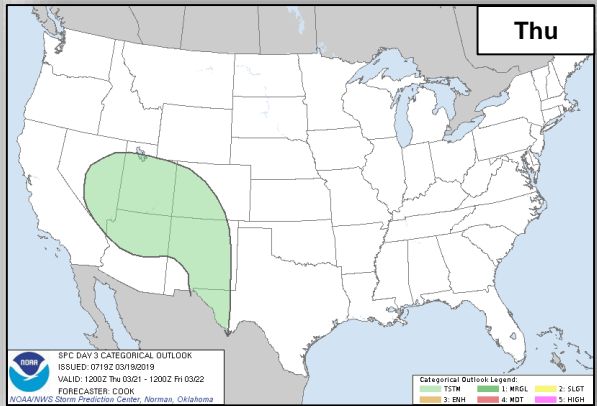 Thu
NOAA
SPC DAY 3 CATEGORICAL OUTLOOK
ISSUED: 0719Z 03/19/2019
VALID: 1200Z Thu 03/21 - 1200Z Fri 03/22
FORECASTER: COOK
NOAA/NWS Storm Prediction Center, Norman, Oklahoma
Categorical Outlook Legend:
TSTM 1: MRGL 2: SLGT
3: ENH 4: MDT 5: HIGH